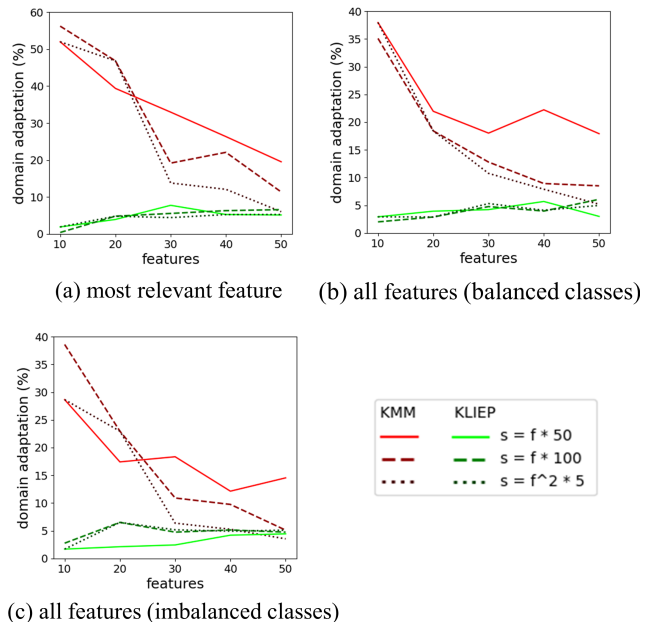 domain adaptation (%)
60
50
40
30
20
10
0
10 20 30 40 50
features
(a) most relevant feature
domain adaptation (%)
40
35
30
25
20
15
10
5
0
10 20 30 40 50
features
(b) all features (balanced classes)
domain adaptation (%)
40
35
30
25
20
15
10
5
0
10 20 30 40 50
features
(c) all features (imbalanced classes)
KMM KLIEP
s = f * 50
s = f * 100
s = f^2 * 5